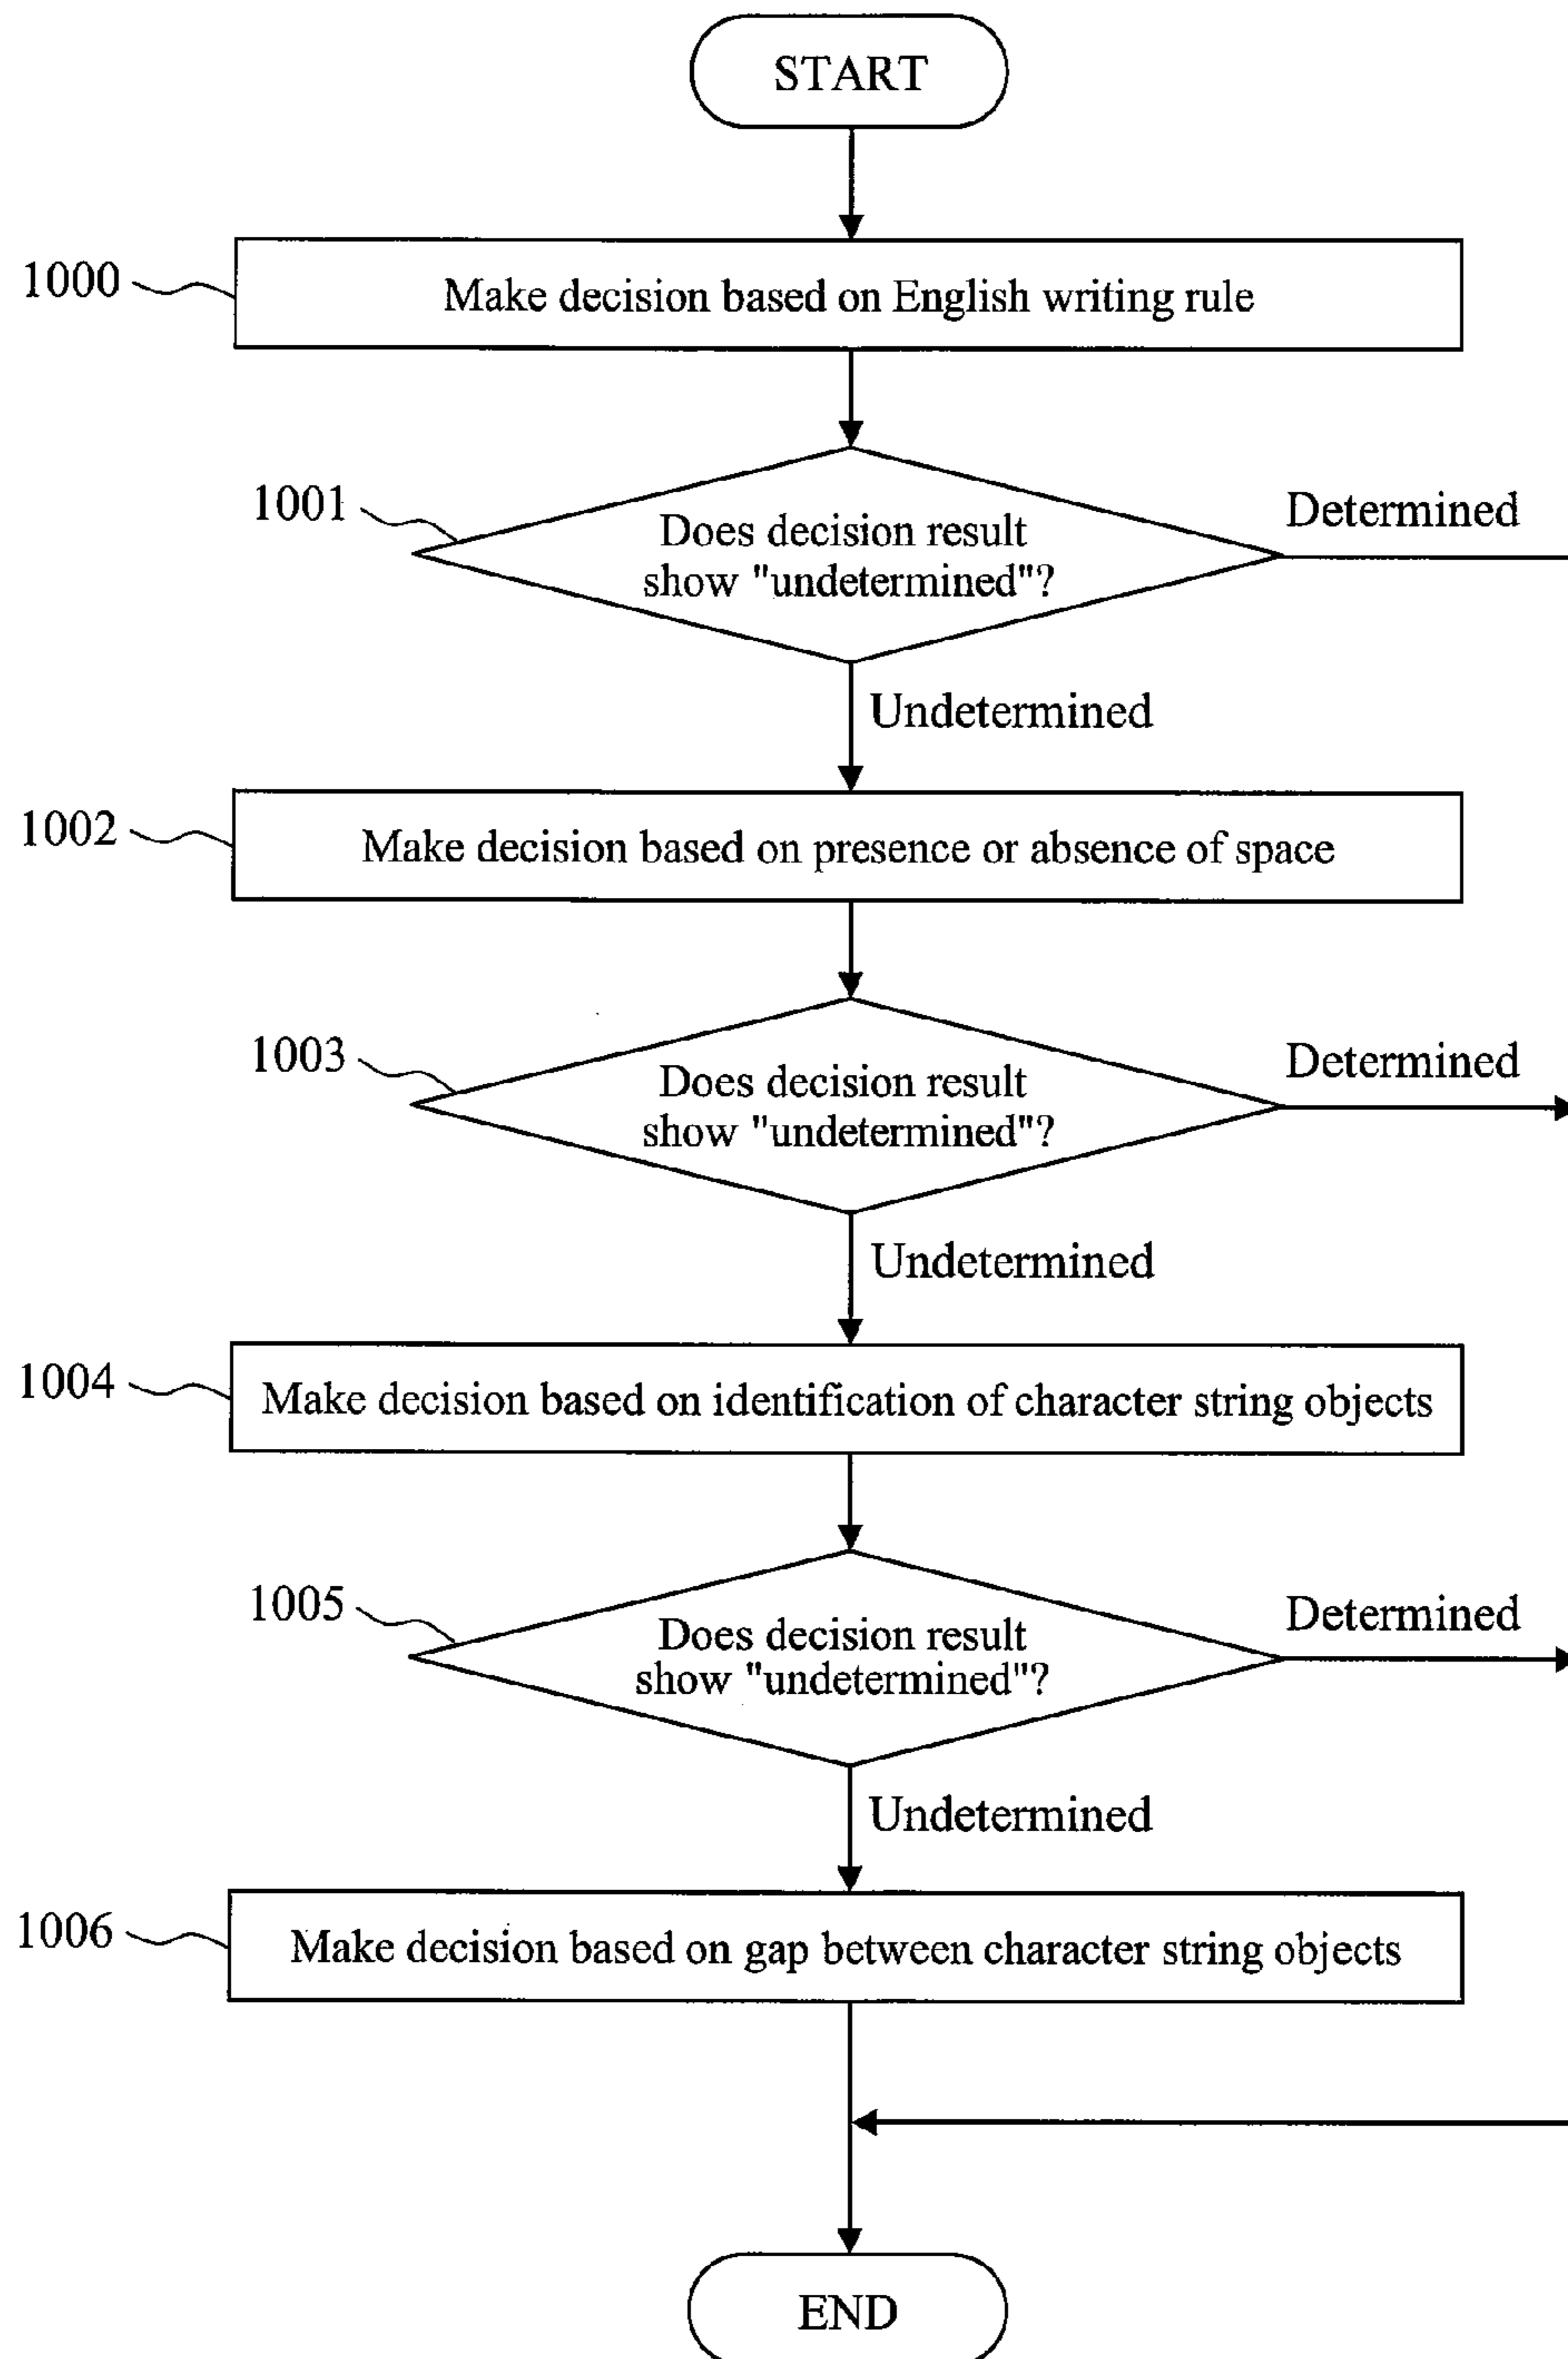 START
1000
Make decision based on English writing rule
1001
Does decision result
show "undetermined"?
Determined
Undetermined
1002
Make decision based on presence or absence of space
1003
Does decision result
show "undetermined"?
Determined
Undetermined
1004
Make decision based on identification of character string objects
1005
Does decision result
show "undetermined"?
Determined
Undetermined
1006
Make decision based on gap between character string objects
END